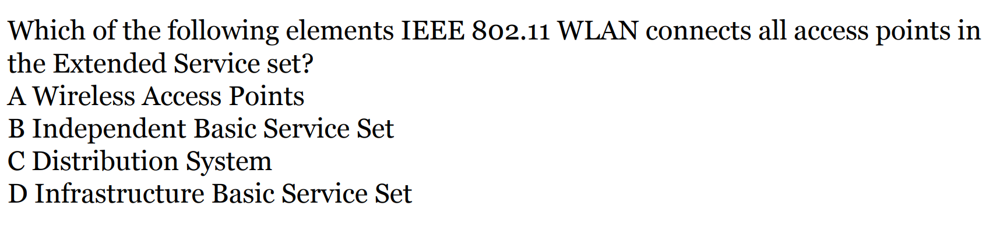 Which of the following elements IEEE 802.11 WLAN connects all access points in
the Extended Service set?
A Wireless Access Points
B Independent Basic Service Set
C Distribution System
D Infrastructure Basic Service Set